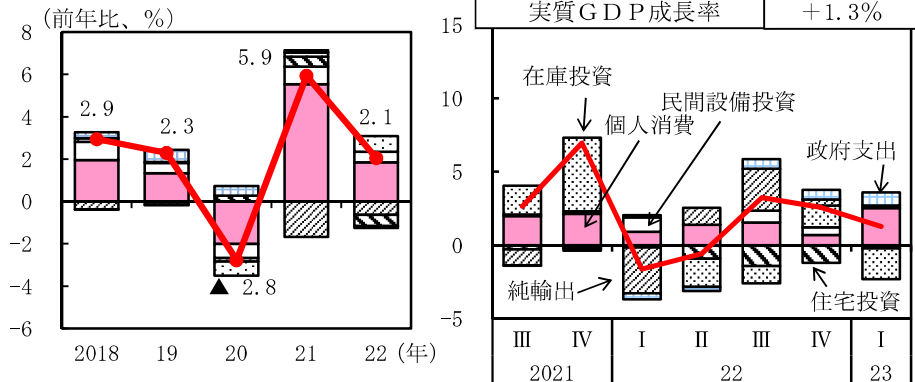 (前年比、%)
8
6
4
2
0
−2
−4
−6
2.9
2.3
▲ 2.8
5.9
2.1
2018 19 20 21 22 (年)
実質GDP成長率 +1.3%
15
10
5
0
−5
在庫投資
民間設備投資
個人消費
政府支出
純輸出
住宅投資
Ⅲ Ⅳ Ⅰ Ⅱ Ⅲ Ⅳ Ⅰ
2021 22 23